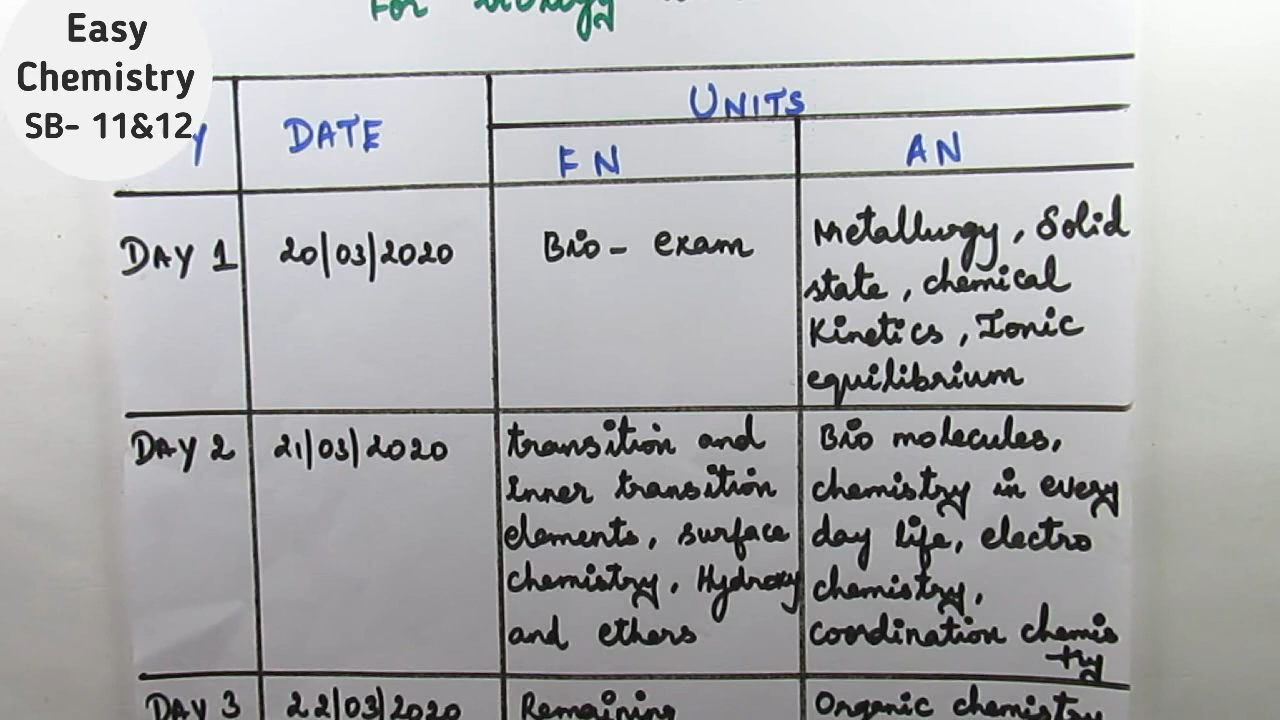 Easy
Chemistry
SB- 11&12
For biology
Y
DATE
UNITS
FN
AN
DAY 1
20/03/2020
Bio - exam
Metallurgy, Solid
state, chemical
Kinetics, Ionic
equilibrium
DAY 2
21/03/2020
transition and
inner transition
elements, surface
chemistry, Hydroxy
and ethers
Bio molecules,
chemistry in every
day life, electro
chemistry,
coordination chemis
try
DAY 3
22/03/2020
Remaining
Organic chemistry